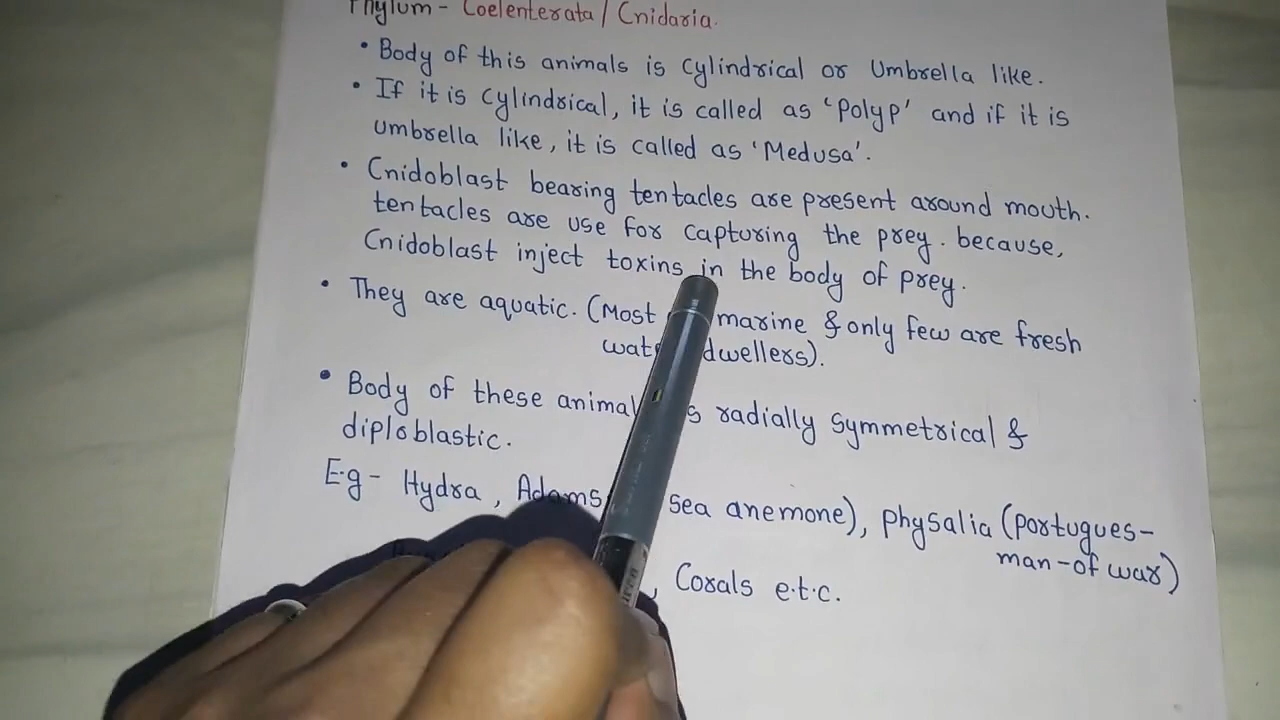 Phylum - Coelenterata / Cnidaria.
• Body of this animals is cylindrical or Umbrella like.
• If it is cylindrical, it is called as 'Polyp' and if it is
umbrella like, it is called as 'Medusa'.
• Cnidoblast bearing tentacles are present around mouth.
tentacles are use for capturing the prey. because,
Cnidoblast inject toxins in the body of prey.
• They are aquatic. (Most marine & only few are fresh
dwellers).
• Body of these radially symmetrical &
diploblastic.
E.g - Hydra, Adamsia sea anemone), physalia (portugues-
man-of war)
, Corals e.t.c.